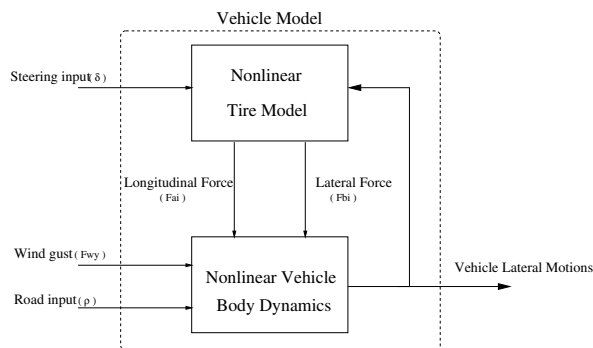 Vehicle Model
Steering input(δ)
Nonlinear
Tire Model
Longitudinal Force
(Fai)
Lateral Force
(Fbi)
Wind gust(Fwy)
Road input(ρ)
Nonlinear Vehicle
Body Dynamics
Vehicle Lateral Motions